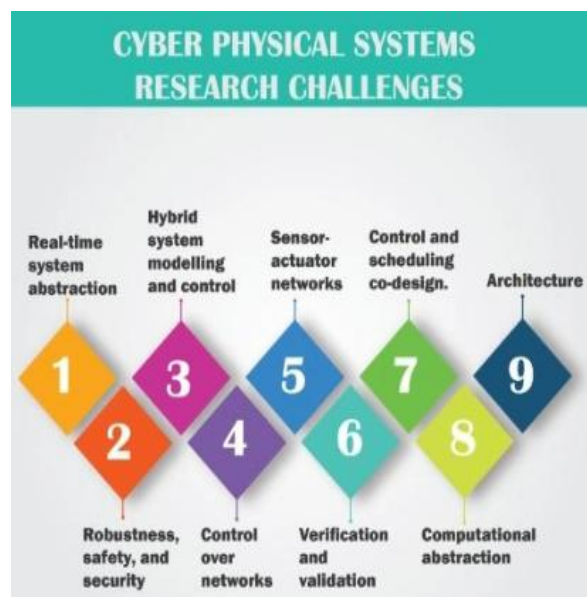 CYBER PHYSICAL SYSTEMS
RESEARCH CHALLENGES
Real-time
system
abstraction
1
Robustness,
safety, and
security
2
Hybrid
system
modelling
and control
3
Control
over
networks
4
Sensor-
actuator
networks
5
Verification
and
validation
6
Control and
scheduling
co-design.
7
Computational
abstraction
8
Architecture
9